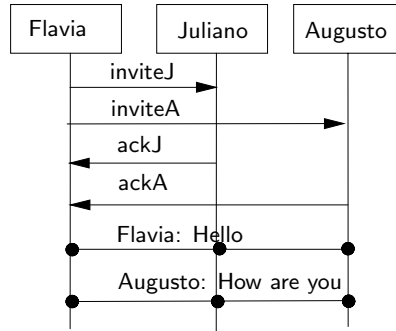 Flavia Juliano Augusto
inviteJ
inviteA
ackJ
ackA
Flavia: Hello
Augusto: How are you